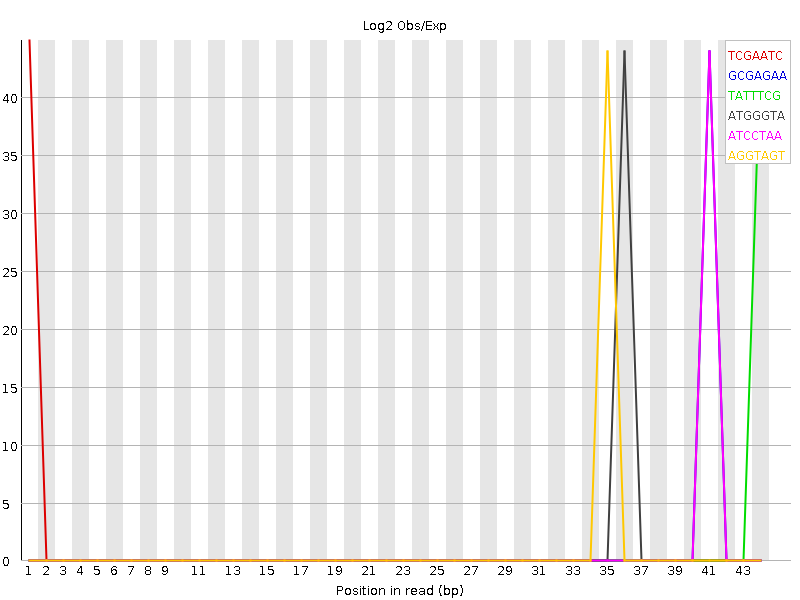 Log2 Obs/Exp
TCGAATC
GCGAGAA
TATTTCG
ATGGGTA
ATCCTAA
AGGTAGT
40
35
30
25
20
15
10
5
0
1 2 3 4 5 6 7 8 9 11 13 15 17 19 21 23 25 27 29 31 33 35 37 39 41 43
Position in read (bp)